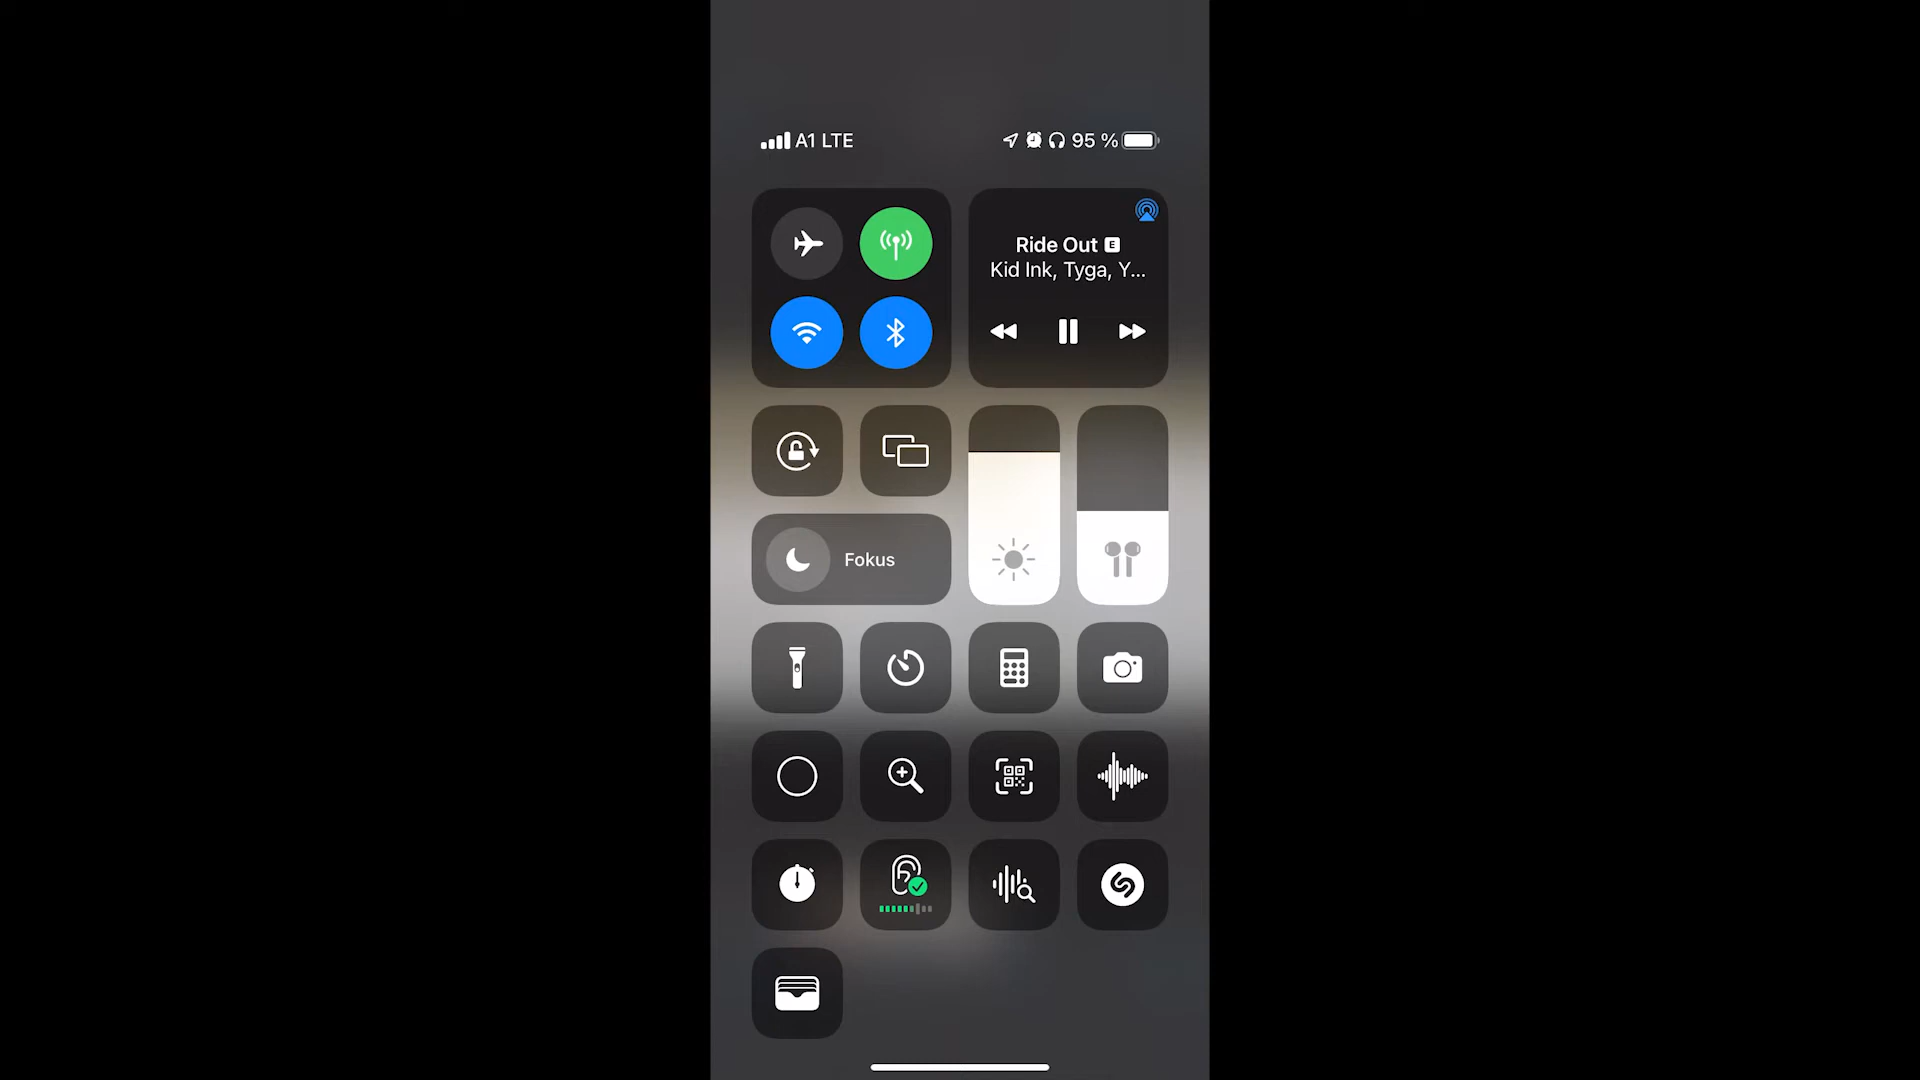 A1 LTE
95 %
Ride Out E
Kid Ink, Tyga, Y...
Fokus